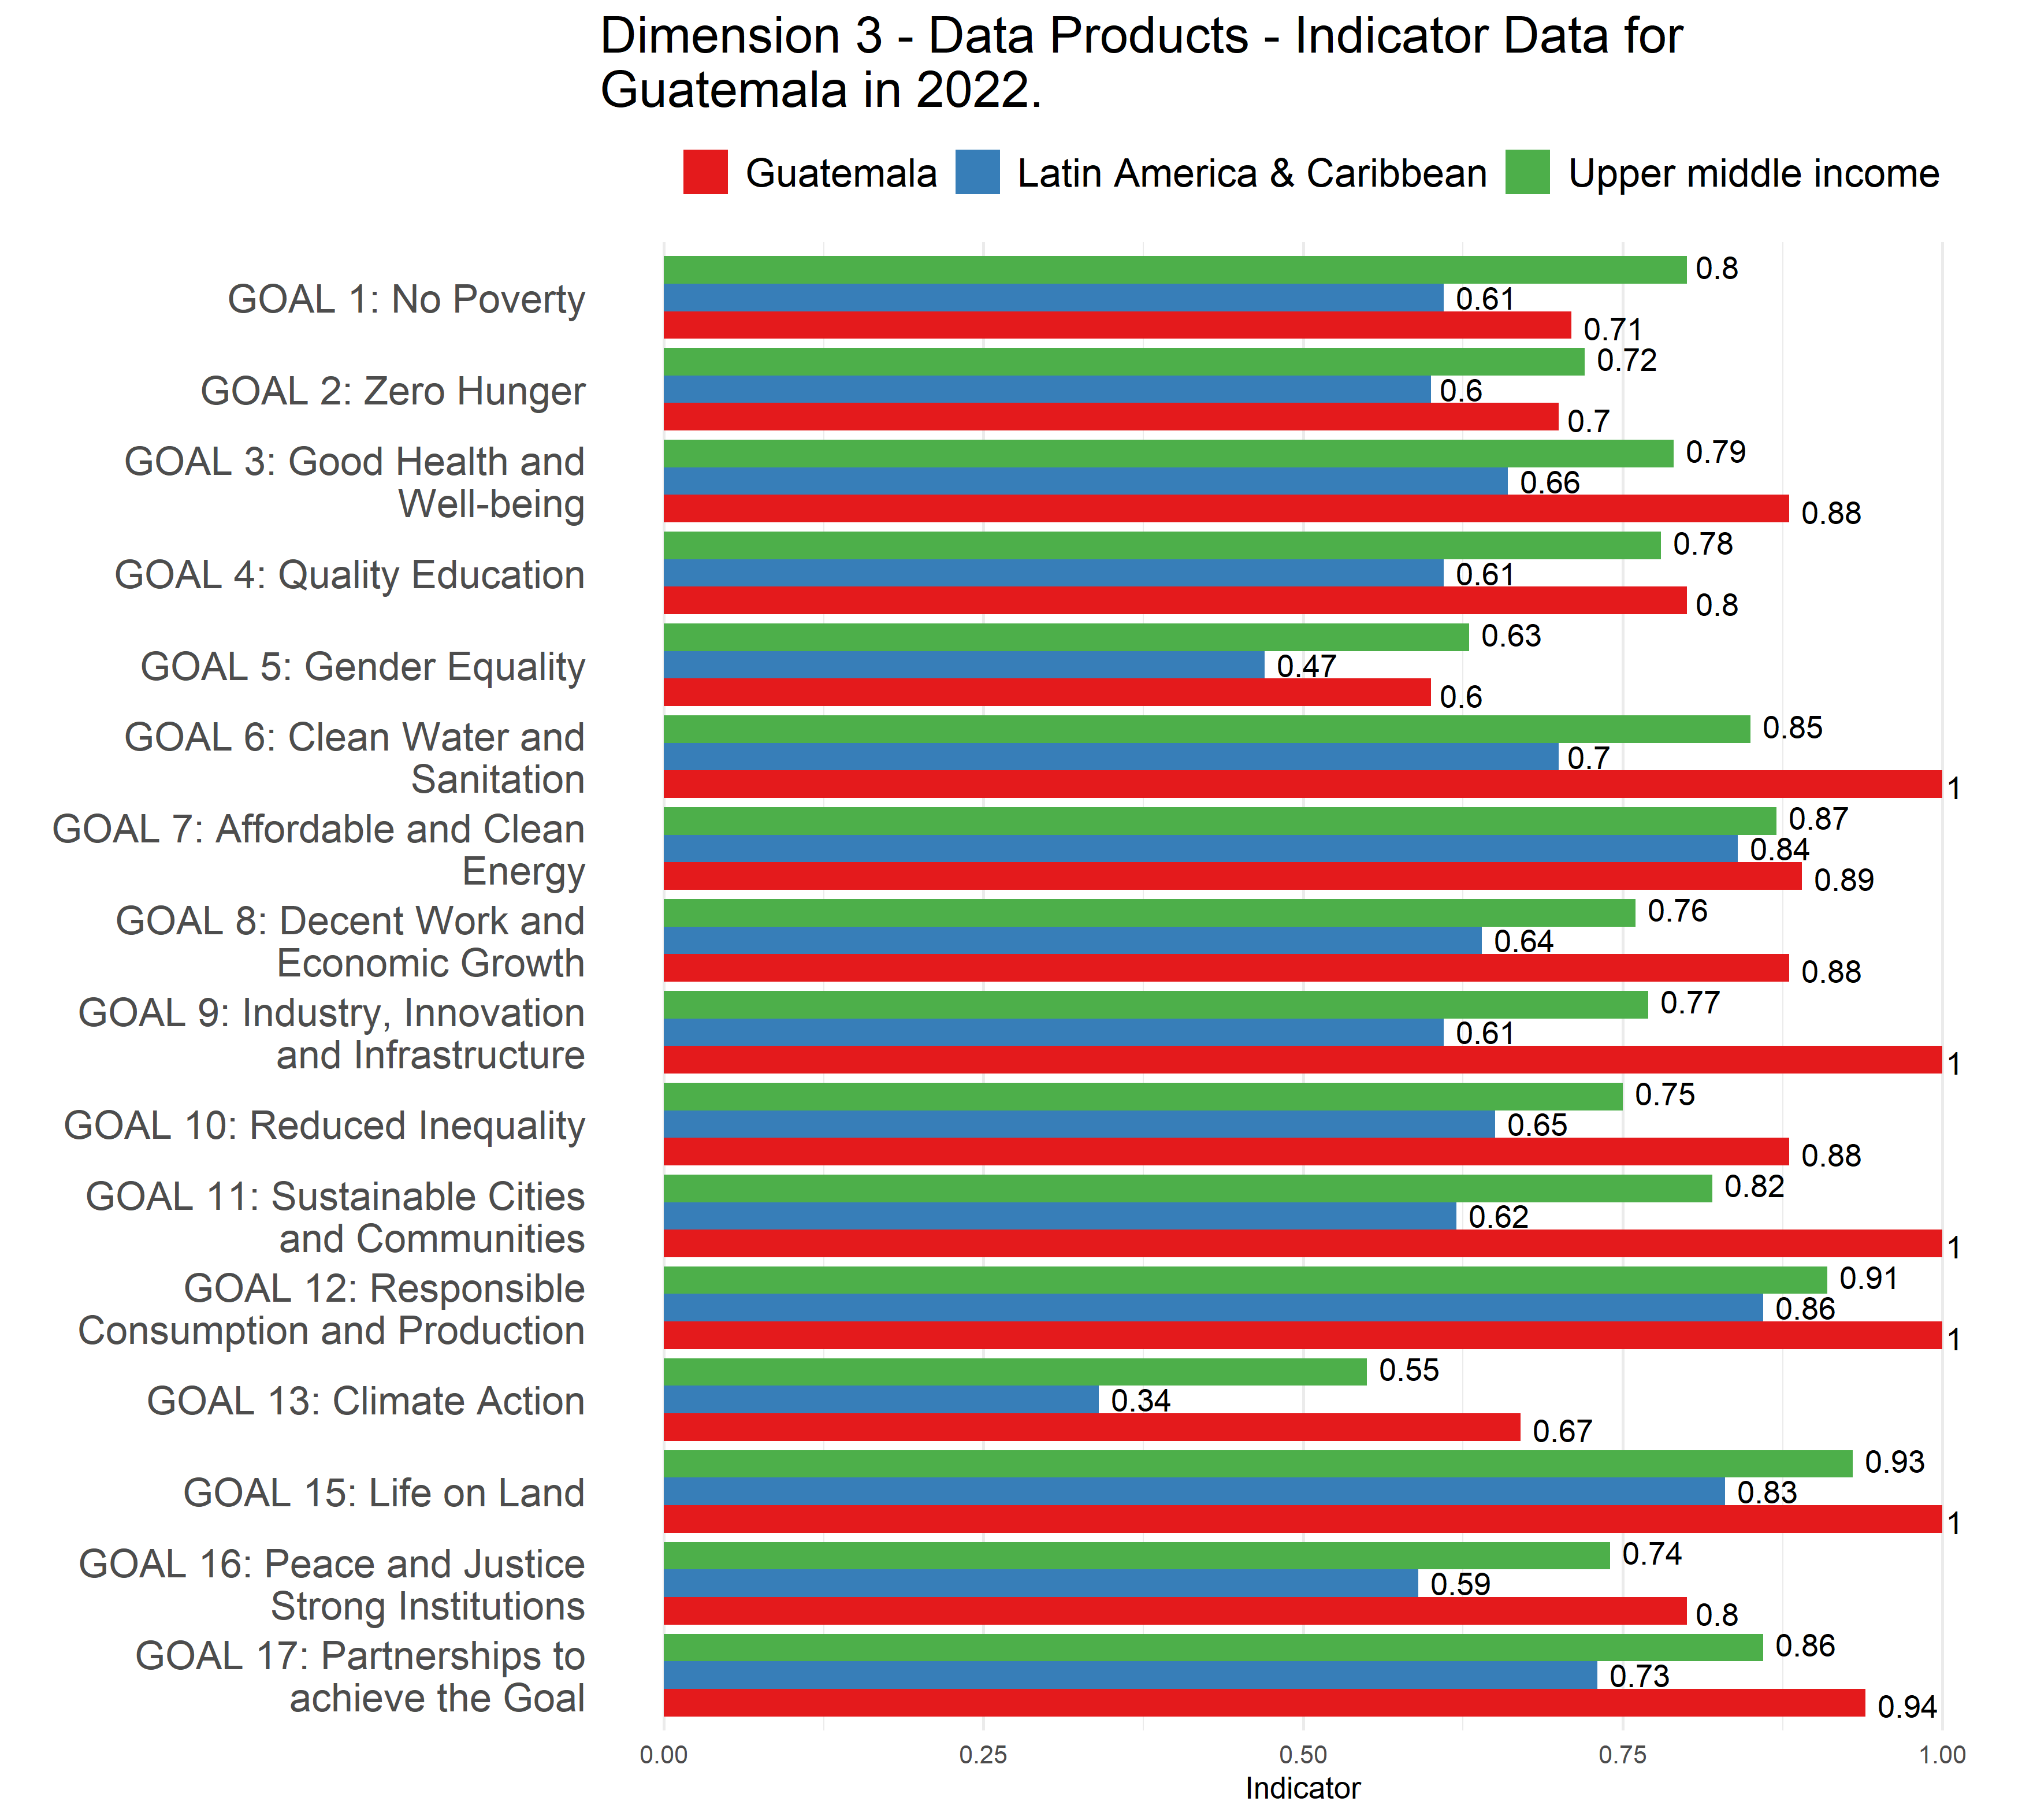 Dimension 3 - Data Products - Indicator Data for
Guatemala in 2022.
Guatemala Latin America & Caribbean Upper middle income
GOAL 1: No Poverty
0.8
0.61
0.71
GOAL 2: Zero Hunger
0.72
0.6
0.7
GOAL 3: Good Health and
Well-being
0.79
0.66
0.88
GOAL 4: Quality Education
0.78
0.61
0.8
GOAL 5: Gender Equality
0.63
0.47
0.6
GOAL 6: Clean Water and
Sanitation
0.85
0.7
1
GOAL 7: Affordable and Clean
Energy
0.87
0.84
0.89
GOAL 8: Decent Work and
Economic Growth
0.76
0.64
0.88
GOAL 9: Industry, Innovation
and Infrastructure
0.77
0.61
1
GOAL 10: Reduced Inequality
0.75
0.65
0.88
GOAL 11: Sustainable Cities
and Communities
0.82
0.62
1
GOAL 12: Responsible
Consumption and Production
0.91
0.86
1
GOAL 13: Climate Action
0.55
0.34
0.67
GOAL 15: Life on Land
0.93
0.83
1
GOAL 16: Peace and Justice
Strong Institutions
0.74
0.59
0.8
GOAL 17: Partnerships to
achieve the Goal
0.86
0.73
0.94
0.00 0.25 0.50 0.75 1.00
Indicator